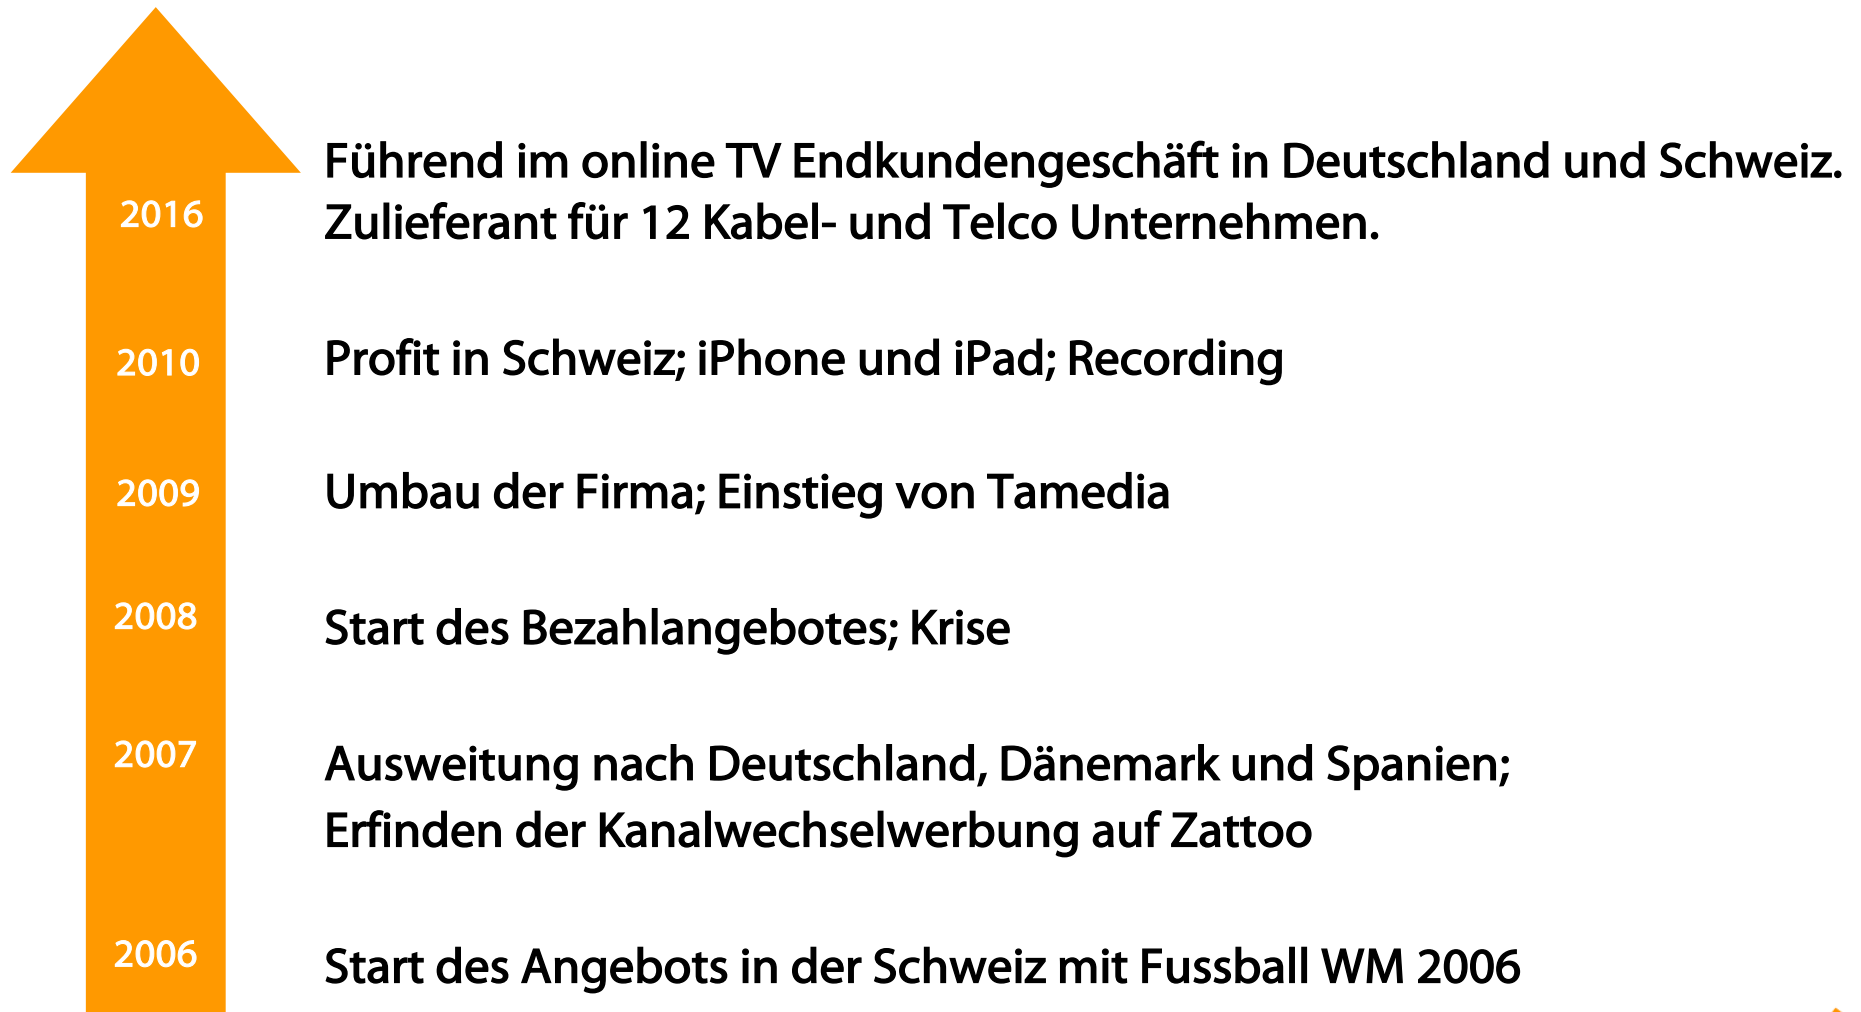 Führend im online TV Endkundengeschäft in Deutschland und Schweiz.
2016
Zulieferant für 12 Kabel- und Telco Unternehmen.
2010
Profit in Schweiz; iPhone und iPad; Recording
2009
Umbau der Firma; Einstieg von Tamedia
2008
Start des Bezahlangebotes; Krise
2007
Ausweitung nach Deutschland, Dänemark und Spanien;
Erfinden der Kanalwechselwerbung auf Zattoo
2006
Start des Angebots in der Schweiz mit Fussball WM 2006